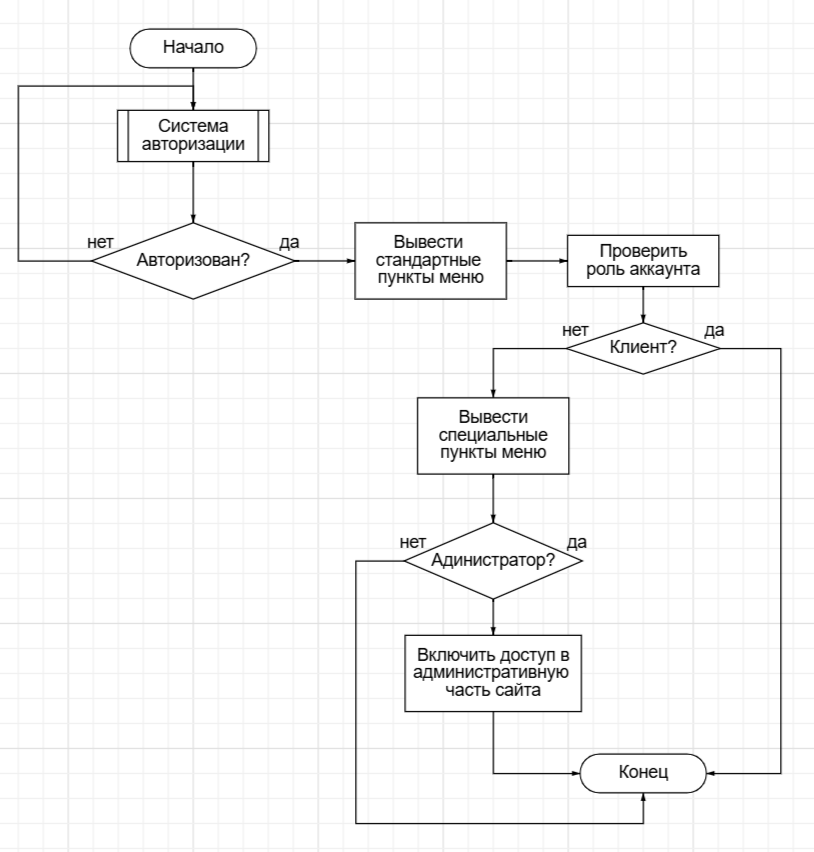 Начало
Система
авторизации
нет
да
Авторизован?
Вывести
стандартные
пункты меню
Проверить
роль аккаунта
нет
да
Клиент?
Вывести
специальные
пункты меню
нет
да
Адинистратор?
Включить доступ в
административную
часть сайта
Конец